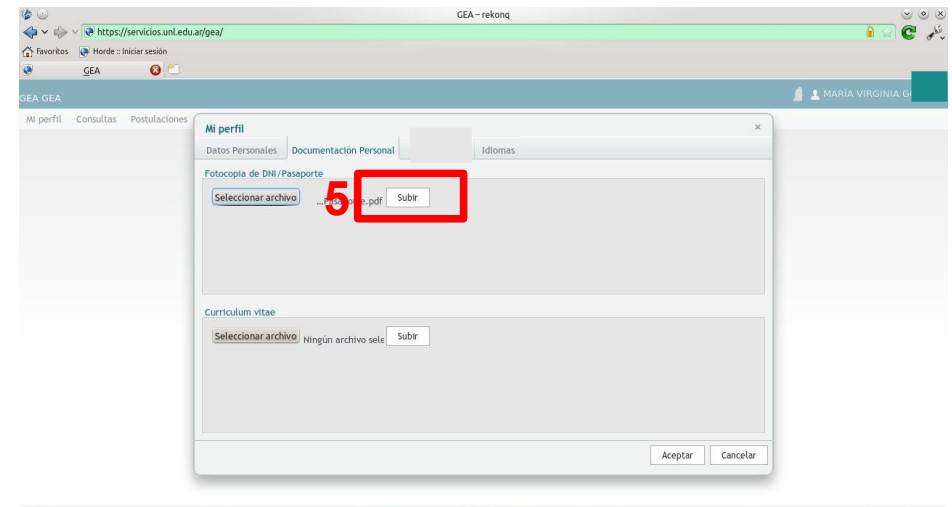 GEA – rekonq
https://servicios.unl.edu.ar/gea/
Favoritos Horde :: Iniciar sesión
GEA
GEA GEA MARÍA VIRGINIA
Mi perfil Consultas Postulaciones
Mi perfil
Datos Personales Documentación Personal Idiomas
Fotocopia de DNI/Pasaporte
Seleccionar archivo 5 Subir
Curriculum vitae
Seleccionar archivo Ningún archivo sele Subir
Aceptar Cancelar